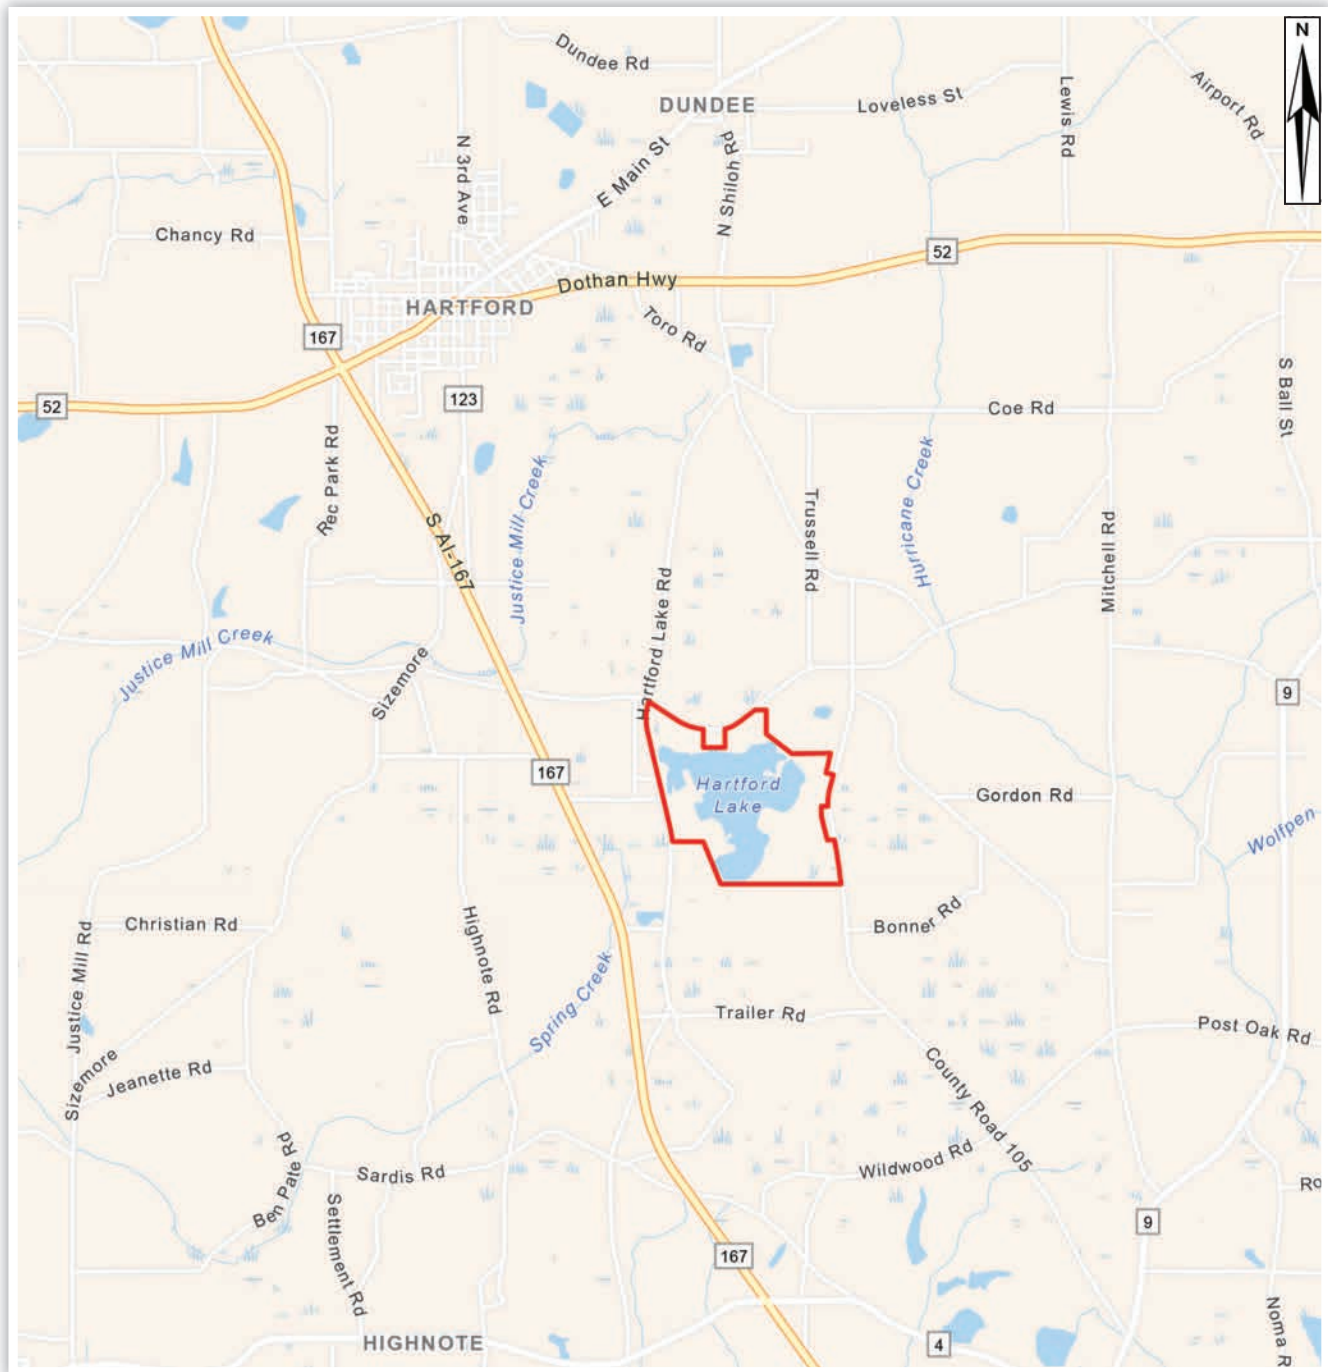 N
Dundee Rd
DUNDEE
Loveless St
Lewis Rd
Airport Rd
N 3rd Ave
E Main St
N Shiloh Rd
Chancy Rd
52
Dothan Hwy
HARTFORD
167
Toro Rd
52
123
Coe Rd
S Ball St
Rec Park Rd
Justice Mill Creek
Hurricane Creek
S Al-167
Trussell Rd
Mitchell Rd
Justice Mill Creek
Sizemore
Hartford Lake Rd
9
167
Hartford
Lake
Gordon Rd
Wolfpen
Christian Rd
Highnote Rd
Bonner Rd
Justice Mill Rd
Spring Creek
Trailer Rd
Post Oak Rd
Sizemore
Jeanette Rd
County Road 105
Ben Pate Rd
Sardis Rd
Wildwood Rd
Ro
Settlement Rd
9
167
Noma R
HIGHNOTE
4